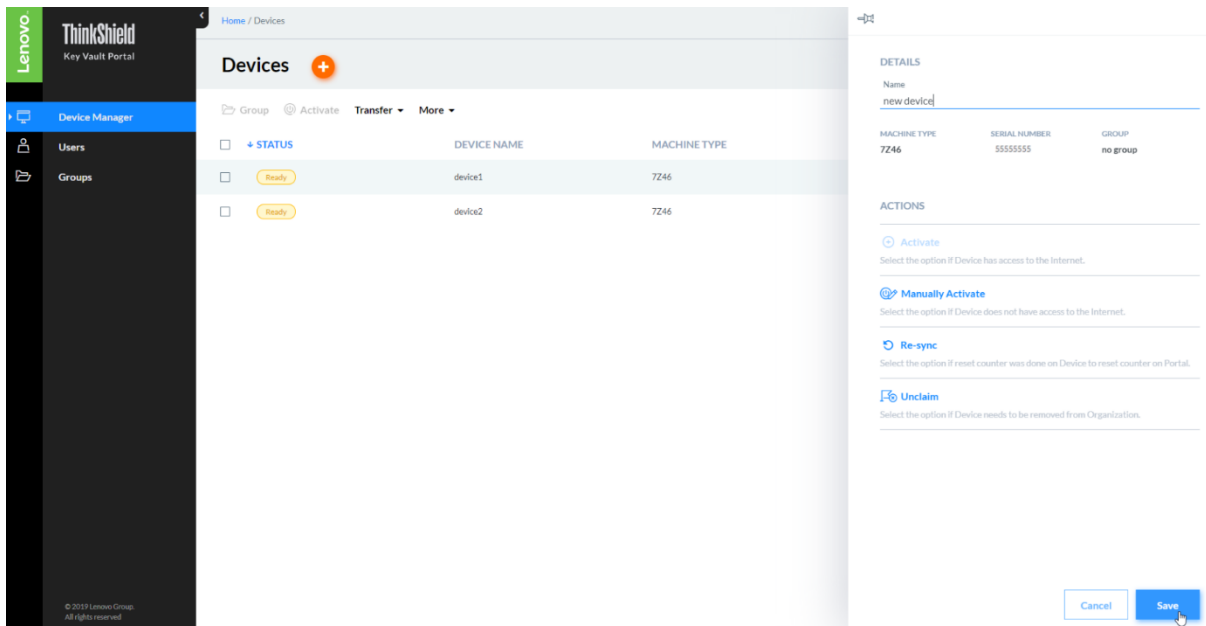 Lenovo.
ThinkShield
Key Vault Portal
Device Manager
Users
Groups
© 2019 Lenovo Group.
All rights reserved
Home / Devices
Devices
Group Activate Transfer More
STATUS DEVICE NAME MACHINE TYPE
Ready device1 7Z46
Ready device2 7Z46
DETAILS
Name
new device
MACHINE TYPE SERIAL NUMBER GROUP
7Z46 55555555 no group
ACTIONS
Activate
Select the option if Device has access to the Internet.
Manually Activate
Select the option if Device does not have access to the Internet.
Re-sync
Select the option if reset counter was done on Device to reset counter on Portal.
Unclaim
Select the option if Device needs to be removed from Organization.
Cancel Save